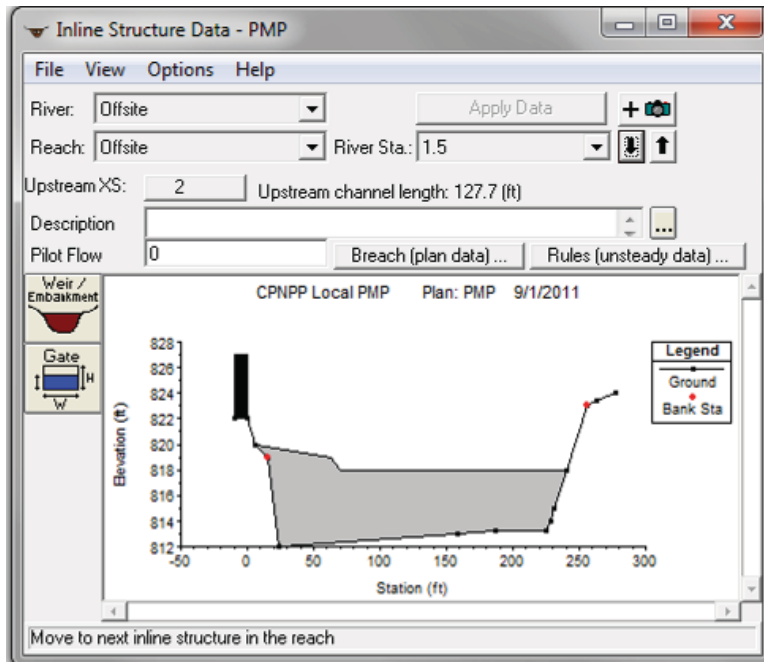 Inline Structure Data - PMP
File View Options Help
River: Offsite Apply Data
Reach: Offsite River Sta.: 1.5
Upstream XS: 2 Upstream channel length: 127.7 (ft)
Description ...
Pilot Flow 0 Breach (plan data) ... Rules (unsteady data) ...
Weir / Embankment
Gate
H
W
CPNPP Local PMP Plan: PMP 9/1/2011
828
826
824
822
820
818
816
814
812
Elevation (ft)
-50 0 50 100 150 200 250 300
Station (ft)
Legend
Ground
Bank Sta
Move to next inline structure in the reach